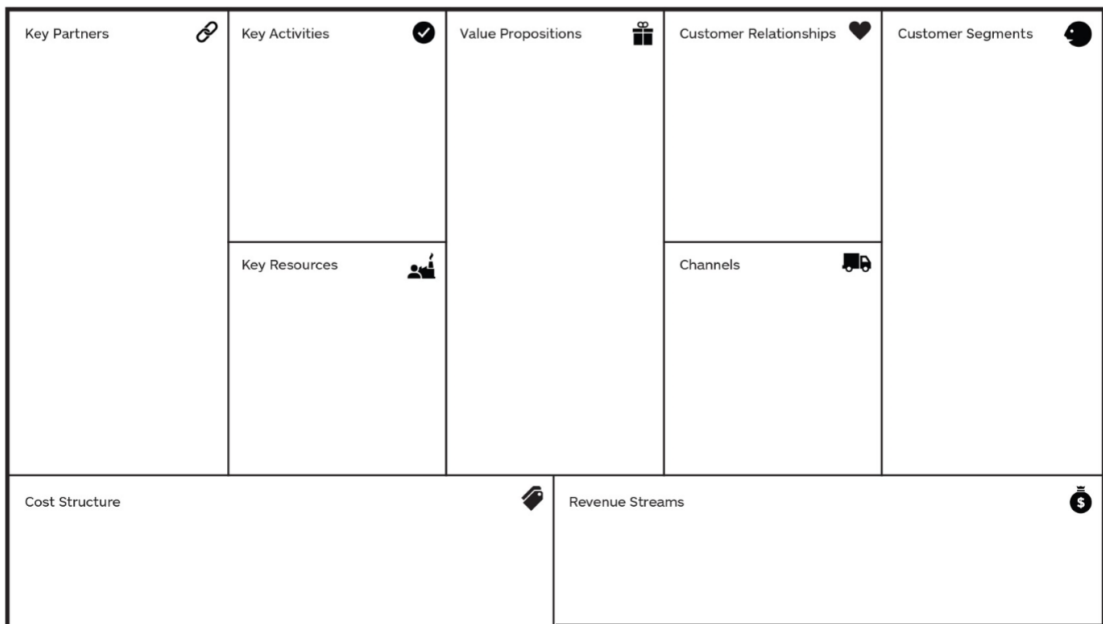 Key Partners
Key Activities
Value Propositions
Customer Relationships
Customer Segments
Key Resources
Channels
Cost Structure
Revenue Streams
$